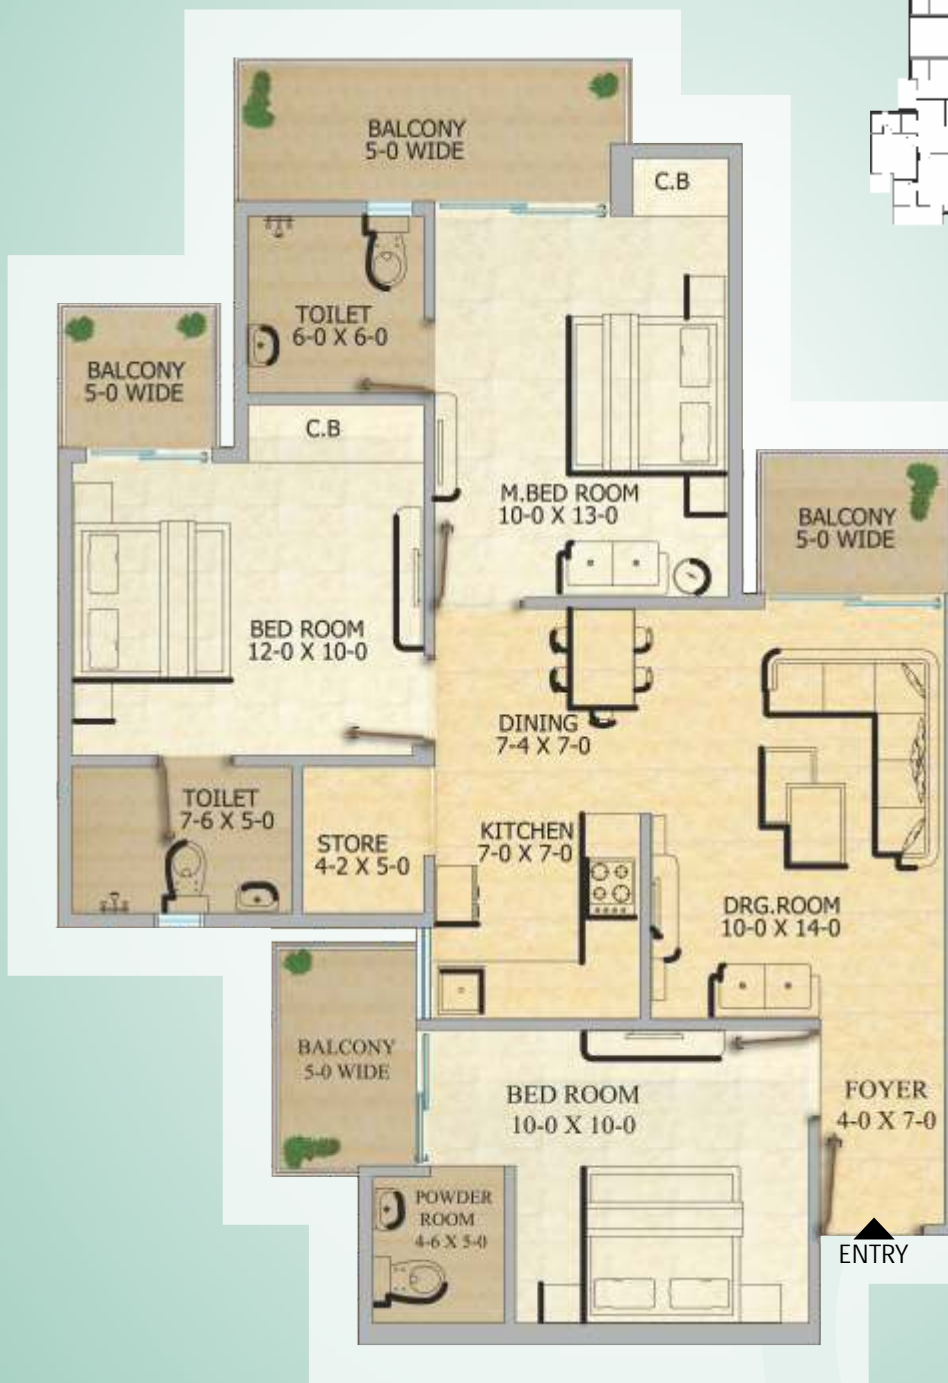 BALCONY
5-0 WIDE
C.B
TOILET
6-0 X 6-0
BALCONY
5-0 WIDE
C.B
M.BED ROOM
10-0 X 13-0
BALCONY
5-0 WIDE
BED ROOM
12-0 X 10-0
DINING
7-4 X 7-0
TOILET
7-6 X 5-0
STORE
4-2 X 5-0
KITCHEN
7-0 X 7-0
DRG.ROOM
10-0 X 14-0
BALCONY
5-0 WIDE
BED ROOM
10-0 X 10-0
FOYER
4-0 X 7-0
POWDER
ROOM
4-6 X 5-0
ENTRY